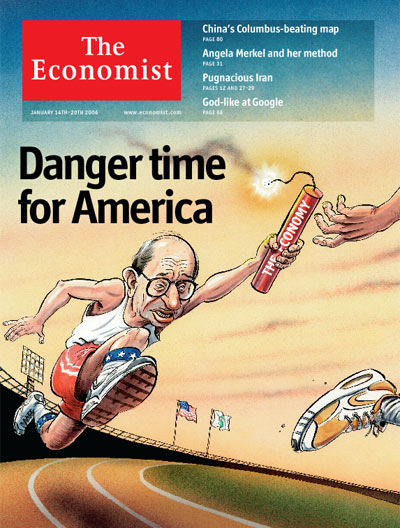 The
Economist
JANUARY 14TH–20TH 2006
www.economist.com
China's Columbus-beating map
PAGE 80
Angela Merkel and her method
PAGE 31
Pugnacious Iran
PAGES 12 AND 27-29
God-like at Google
PAGE 66
Danger time
for America
THE ECONOMY